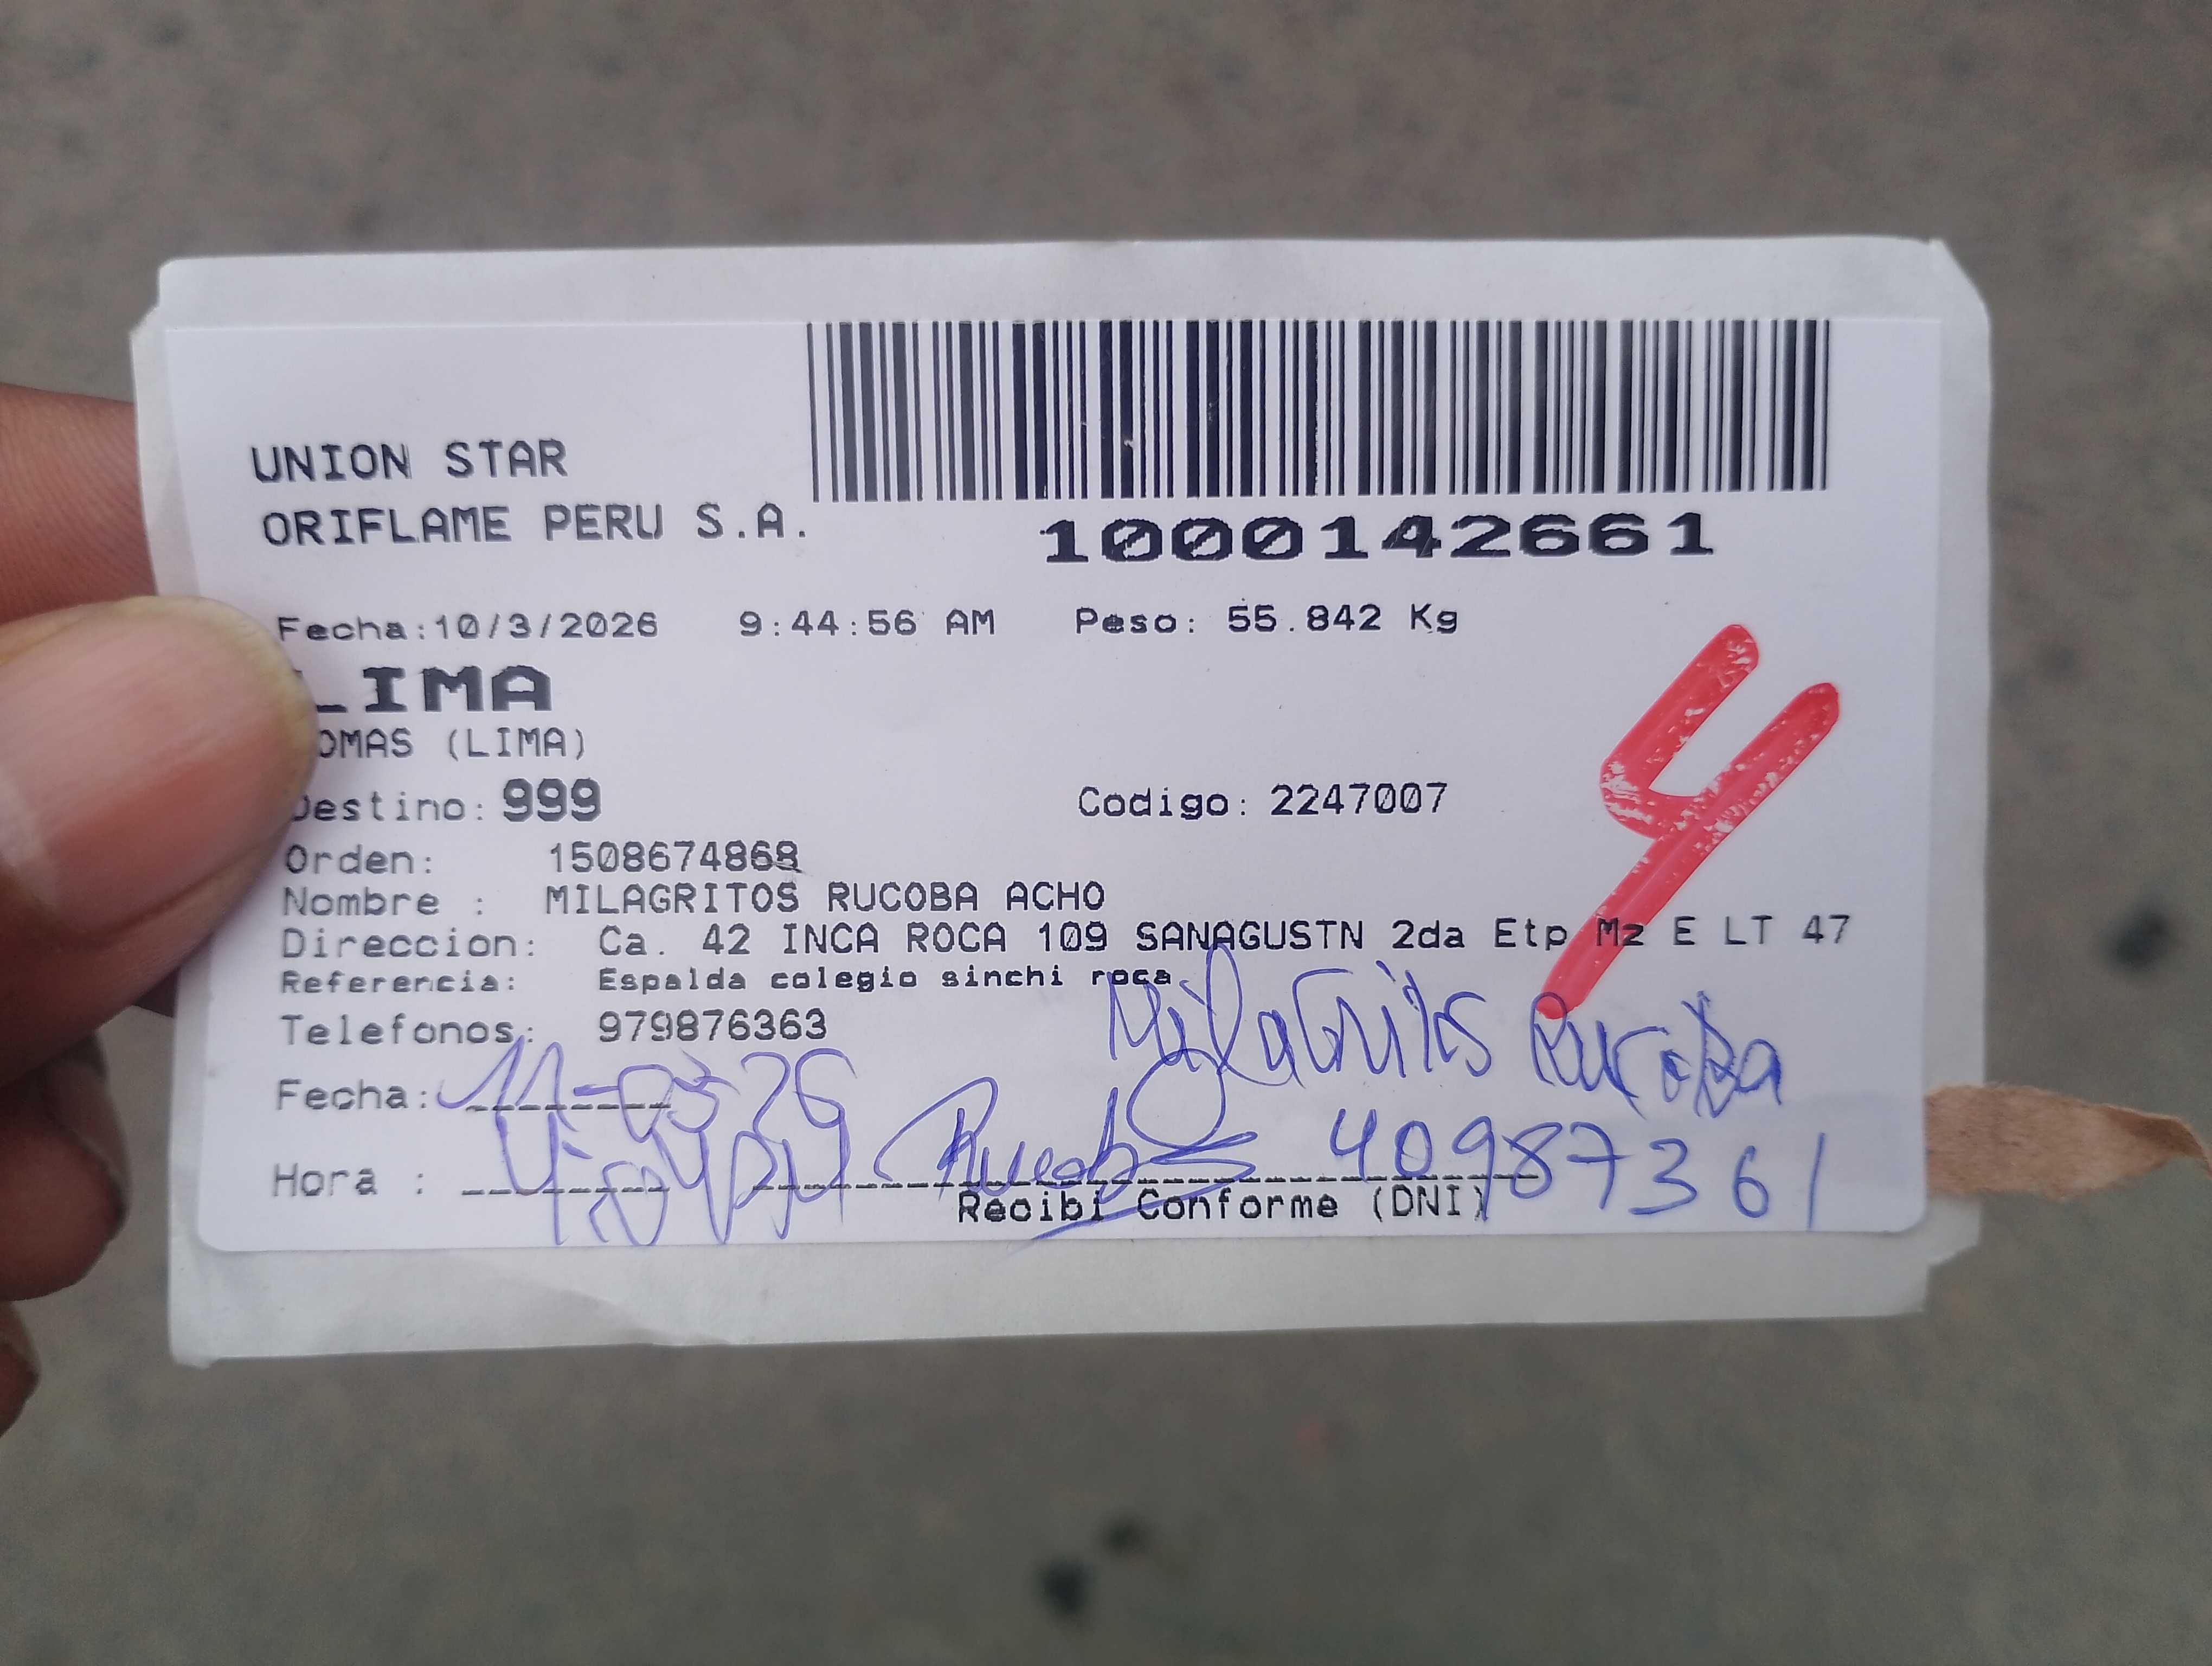 UNION STAR
ORIFLAME PERU S.A.
1000142661
Fecha:10/3/2026 9:44:56 AM Peso: 55.842 Kg
LIMA
OMAS (LIMA)
Destino: 999 Codigo: 2247007
4
Orden: 1508674868
Nombre : MILAGRITOS RUCOBA ACHO
Direccion: Ca. 42 INCA ROCA 109 SANAGUSTN 2da Etp Mz E LT 47
Referencia: Espalda colegio sinchi roca
Telefonos: 979876363
Milagritos Rucoba
Fecha: 11-03-26
Hora : Rucoba 40987361
Recibi Conforme (DNI)